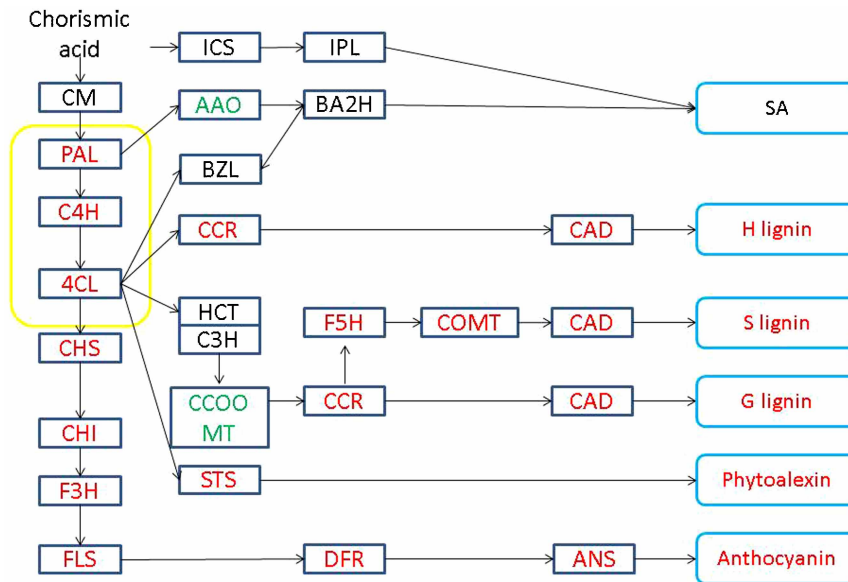 Chorismic
acid
ICS
IPL
CM
AAO
BA2H
SA
PAL
BZL
C4H
CCR
CAD
H lignin
4CL
HCT
C3H
F5H
COMT
CAD
S lignin
CHS
CCOO
MT
CCR
CAD
G lignin
CHI
STS
Phytoalexin
F3H
FLS
DFR
ANS
Anthocyanin